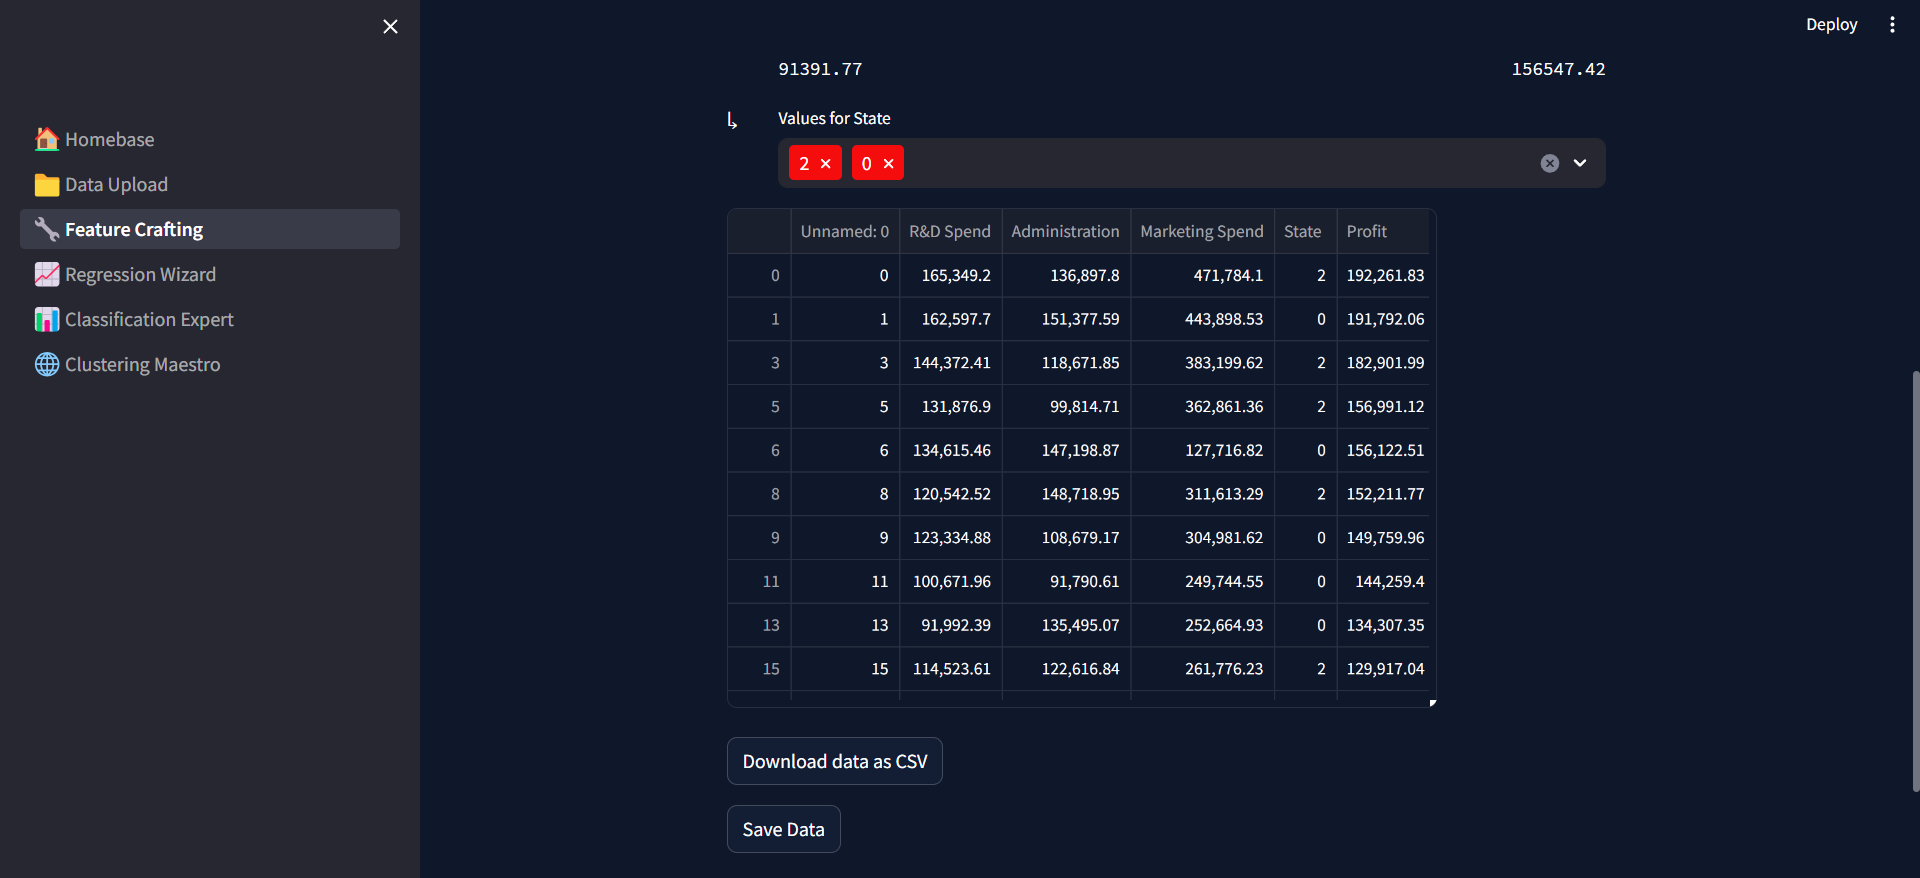 Deploy
Homebase
Data Upload
Feature Crafting
Regression Wizard
Classification Expert
Clustering Maestro
91391.77 156547.42
Values for State
2 0
Unnamed: 0 R&D Spend Administration Marketing Spend State Profit
0 0 165,349.2 136,897.8 471,784.1 2 192,261.83
1 1 162,597.7 151,377.59 443,898.53 0 191,792.06
3 3 144,372.41 118,671.85 383,199.62 2 182,901.99
5 5 131,876.9 99,814.71 362,861.36 2 156,991.12
6 6 134,615.46 147,198.87 127,716.82 0 156,122.51
8 8 120,542.52 148,718.95 311,613.29 2 152,211.77
9 9 123,334.88 108,679.17 304,981.62 0 149,759.96
11 11 100,671.96 91,790.61 249,744.55 0 144,259.4
13 13 91,992.39 135,495.07 252,664.93 0 134,307.35
15 15 114,523.61 122,616.84 261,776.23 2 129,917.04
Download data as CSV
Save Data